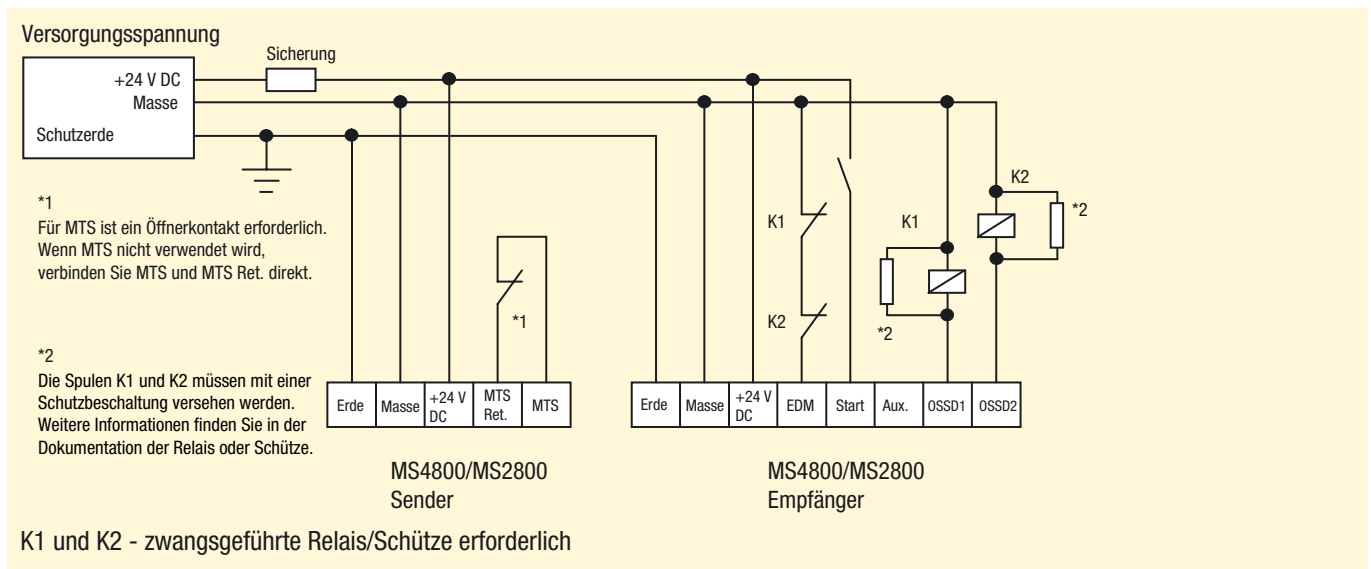 Versorgungsspannung
Sicherung
+24 V DC
Masse
Schutzerde
*1
Für MTS ist ein Öffnerkontakt erforderlich.
Wenn MTS nicht verwendet wird,
verbinden Sie MTS und MTS Ret. direkt.
*2
Die Spulen K1 und K2 müssen mit einer
Schutzbeschaltung versehen werden.
Weitere Informationen finden Sie in der
Dokumentation der Relais oder Schütze.
*1
K1
K2
K1
*2
K2
*2
Erde
Masse
+24 V
DC
MTS
Ret.
MTS
Erde
Masse
+24 V
DC
EDM
Start
Aux.
OSSD1
OSSD2
MS4800/MS2800
Sender
MS4800/MS2800
Empfänger
K1 und K2 - zwangsgeführte Relais/Schütze erforderlich